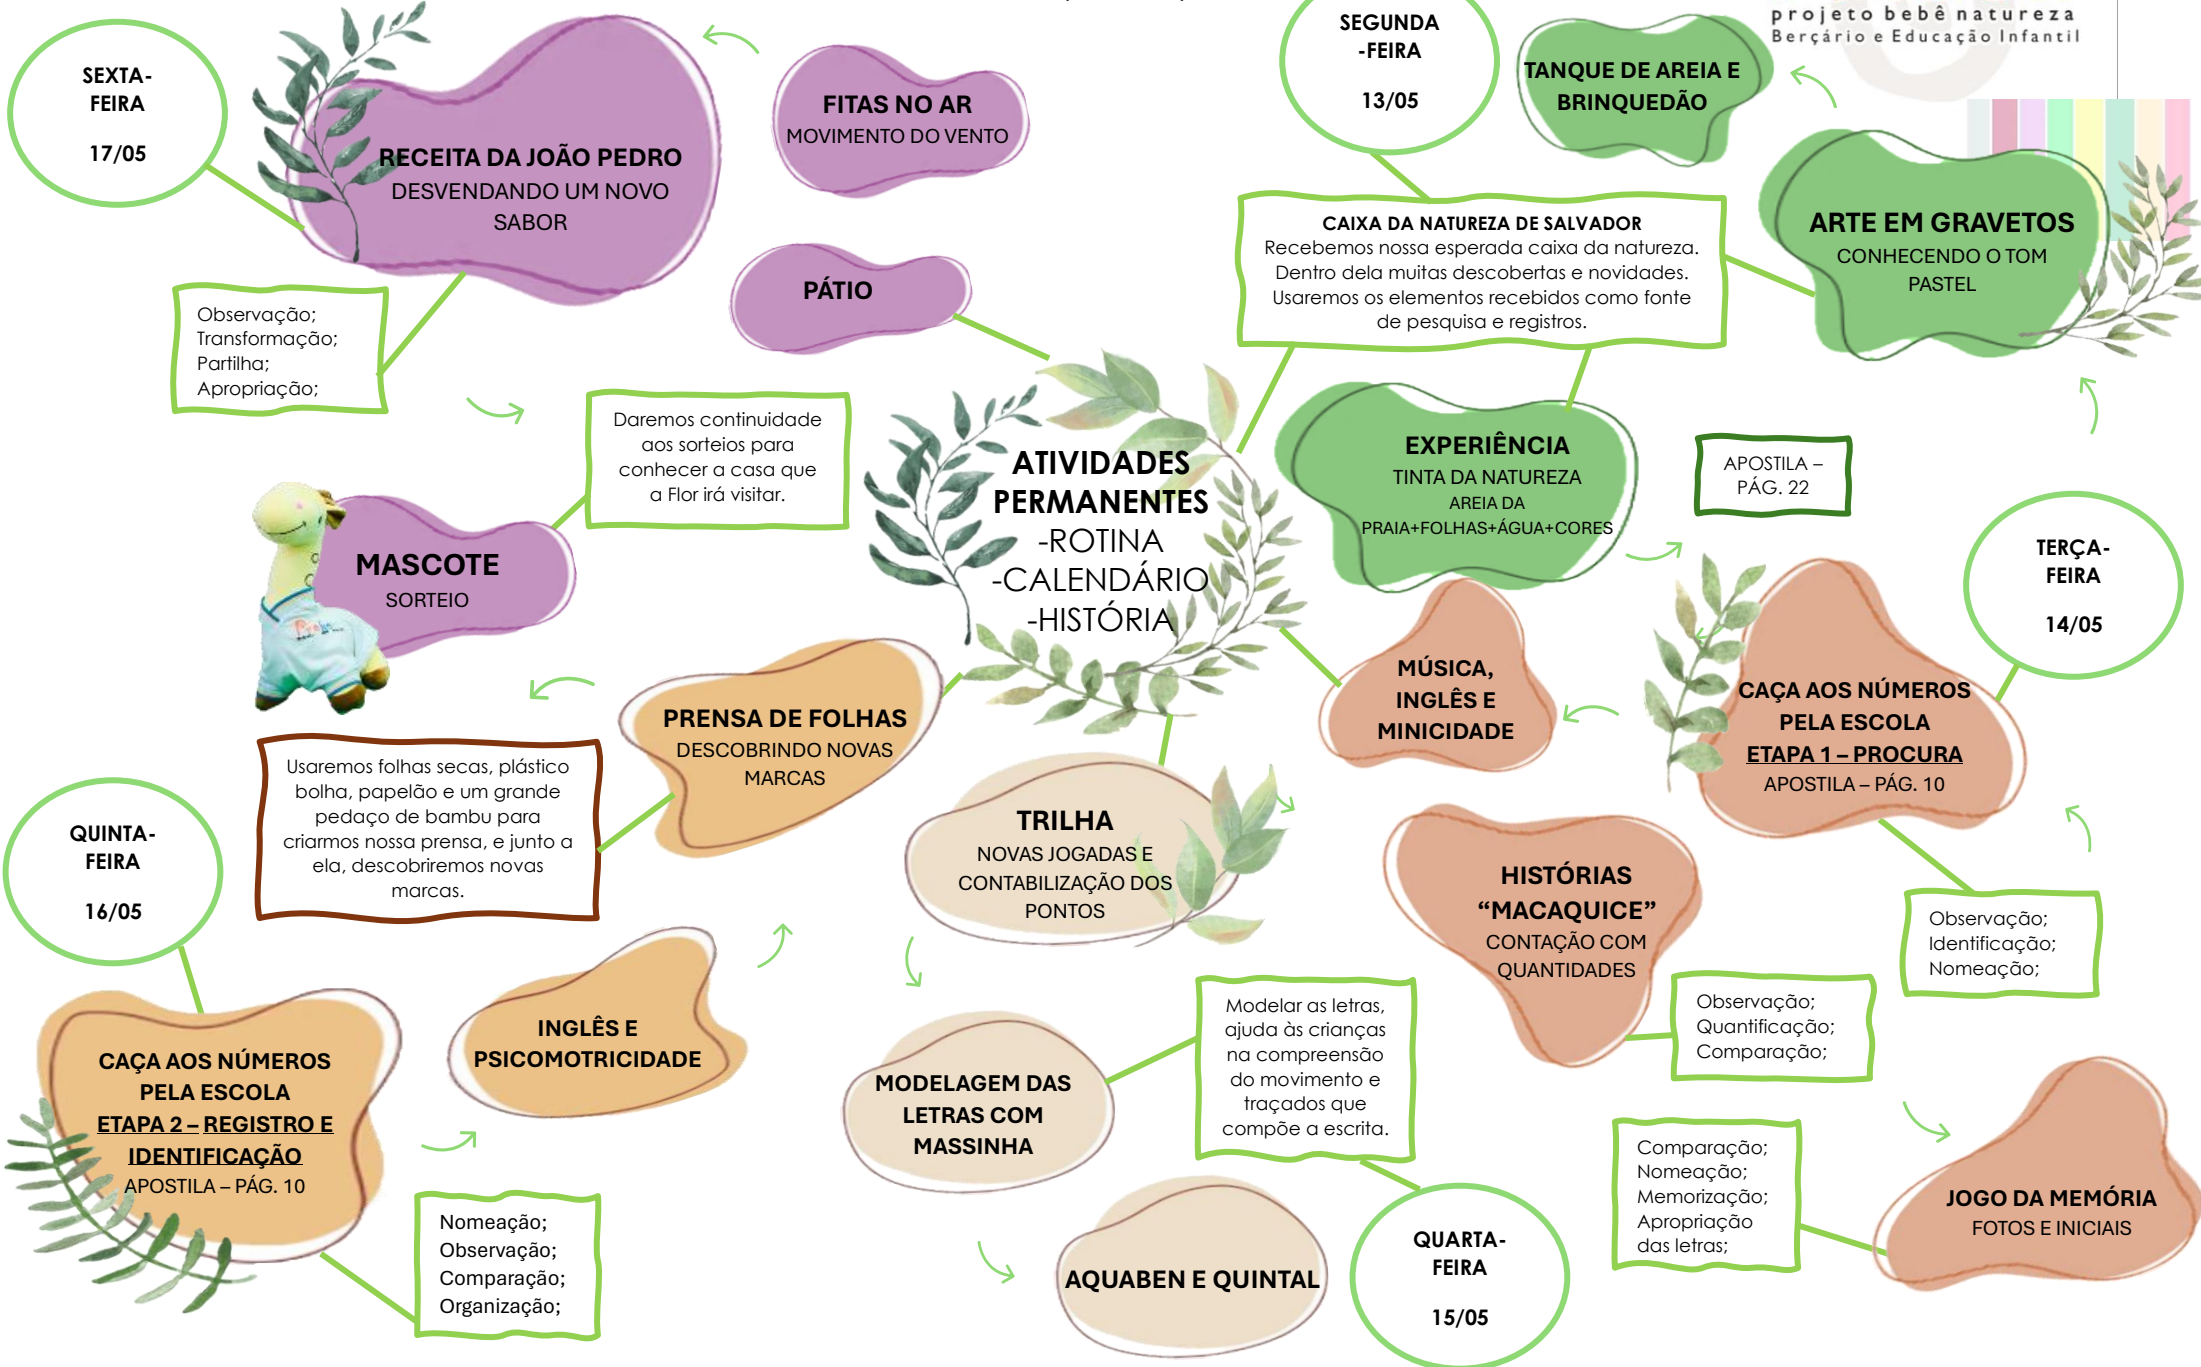 projeto bebê natureza
Berçário e Educação Infantil
SEGUNDA
-FEIRA
13/05
TANQUE DE AREIA E
BRINQUEDÃO
ARTE EM GRAVETOS
CONHECENDO O TOM
PASTEL
CAIXA DA NATUREZA DE SALVADOR
Recebemos nossa esperada caixa da natureza.
Dentro dela muitas descobertas e novidades.
Usaremos os elementos recebidos como fonte
de pesquisa e registros.
EXPERIÊNCIA
TINTA DA NATUREZA
AREIA DA
PRAIA+FOLHAS+ÁGUA+CORES
APOSTILA –
PÁG. 22
SEXTA-
FEIRA
17/05
RECEITA DA JOÃO PEDRO
DESVENDANDO UM NOVO
SABOR
FITAS NO AR
MOVIMENTO DO VENTO
PÁTIO
Observação;
Transformação;
Partilha;
Apropriação;
Daremos continuidade
aos sorteios para
conhecer a casa que
a Flor irá visitar.
MASCOTE
SORTEIO
ATIVIDADES
PERMANENTES
-ROTINA
-CALENDÁRIO
-HISTÓRIA
TERÇA-
FEIRA
14/05
CAÇA AOS NÚMEROS
PELA ESCOLA
ETAPA 1 – PROCURA
APOSTILA – PÁG. 10
MÚSICA,
INGLÊS E
MINICIDADE
Observação;
Identificação;
Nomeação;
HISTÓRIAS
“MACAQUICE”
CONTAÇÃO COM
QUANTIDADES
Observação;
Quantificação;
Comparação;
Comparação;
Nomeação;
Memorização;
Apropriação
das letras;
JOGO DA MEMÓRIA
FOTOS E INICIAIS
PRENSA DE FOLHAS
DESCOBRINDO NOVAS
MARCAS
Usaremos folhas secas, plástico
bolha, papelão e um grande
pedaço de bambu para
criarmos nossa prensa, e junto a
ela, descobriremos novas
marcas.
QUINTA-
FEIRA
16/05
CAÇA AOS NÚMEROS
PELA ESCOLA
ETAPA 2 – REGISTRO E
IDENTIFICAÇÃO
APOSTILA – PÁG. 10
Nomeação;
Observação;
Comparação;
Organização;
INGLÊS E
PSICOMOTRICIDADE
TRILHA
NOVAS JOGADAS E
CONTABILIZAÇÃO DOS
PONTOS
MODELAGEM DAS
LETRAS COM
MASSINHA
Modelar as letras,
ajuda às crianças
na compreensão
do movimento e
traçados que
compõe a escrita.
AQUABEN E QUINTAL
QUARTA-
FEIRA
15/05